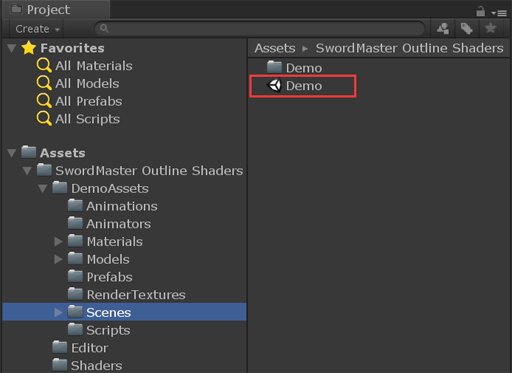 Project
Create
Favorites
All Materials
All Models
All Prefabs
All Scripts
Assets
SwordMaster Outline Shaders
DemoAssets
Animations
Animators
Materials
Models
Prefabs
RenderTextures
Scenes
Scripts
Editor
Shaders
Assets ▸ SwordMaster Outline Shaders
Demo
Demo